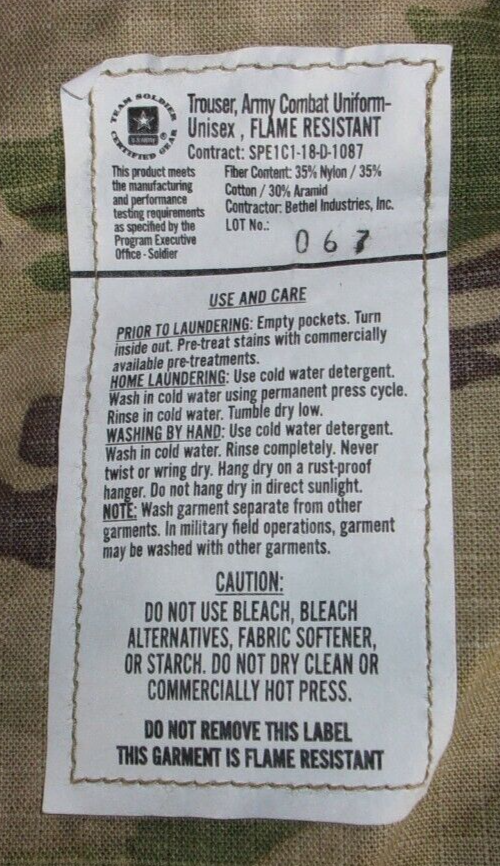 TEAM SOLDIER
CERTIFIED GEAR
Trouser, Army Combat Uniform-
Unisex , FLAME RESISTANT
Contract: SPE1C1-18-D-1087
This product meets
the manufacturing
and performance
testing requirements
as specified by the
Program Executive
Office - Soldier
Fiber Content: 35% Nylon / 35%
Cotton / 30% Aramid
Contractor: Bethel Industries, Inc.
LOT No.:
067
USE AND CARE
PRIOR TO LAUNDERING: Empty pockets. Turn
inside out. Pre-treat stains with commercially
available pre-treatments.
HOME LAUNDERING: Use cold water detergent.
Wash in cold water using permanent press cycle.
Rinse in cold water. Tumble dry low.
WASHING BY HAND: Use cold water detergent.
Wash in cold water. Rinse completely. Never
twist or wring dry. Hang dry on a rust-proof
hanger. Do not hang dry in direct sunlight.
NOTE: Wash garment separate from other
garments. In military field operations, garment
may be washed with other garments.
CAUTION:
DO NOT USE BLEACH, BLEACH
ALTERNATIVES, FABRIC SOFTENER,
OR STARCH. DO NOT DRY CLEAN OR
COMMERCIALLY HOT PRESS.
DO NOT REMOVE THIS LABEL
THIS GARMENT IS FLAME RESISTANT